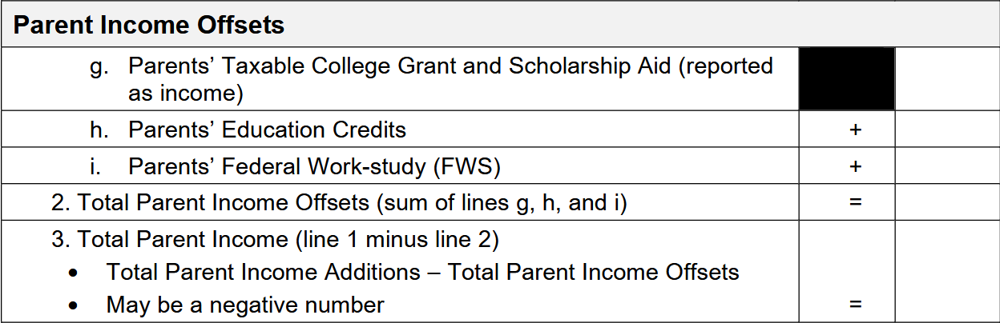 Parent Income Offsets
g. Parents’ Taxable College Grant and Scholarship Aid (reported
as income)
h. Parents’ Education Credits +
i. Parents’ Federal Work-study (FWS) +
2. Total Parent Income Offsets (sum of lines g, h, and i) =
3. Total Parent Income (line 1 minus line 2)
• Total Parent Income Additions – Total Parent Income Offsets
• May be a negative number =